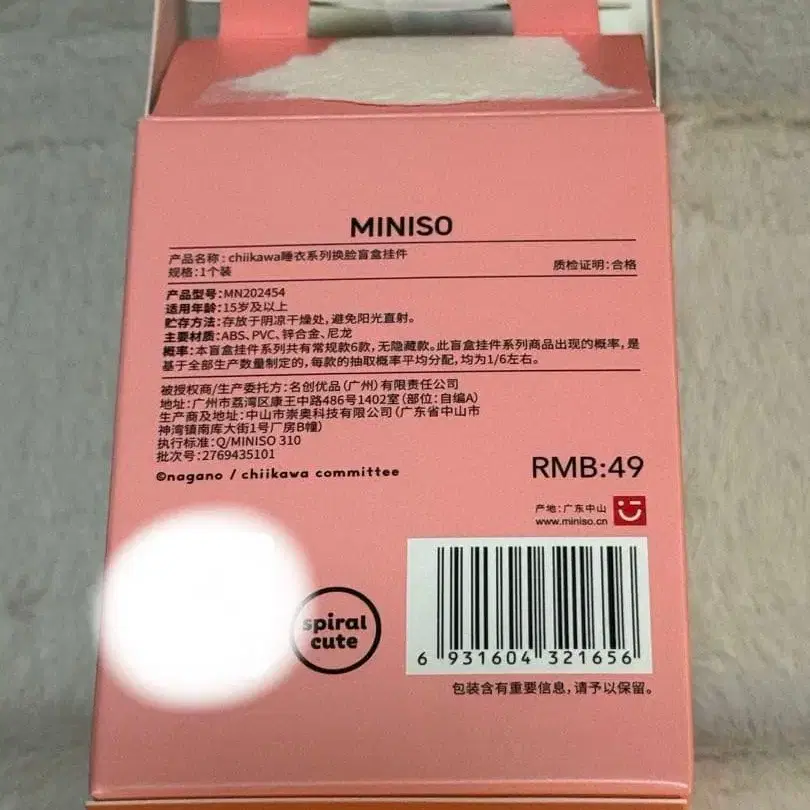 MINISO
产品名称：chiikawa睡衣系列换脸盲盒挂件
规格：1个装
质检证明：合格
产品型号：MN202454
适用年龄：15岁及以上
贮存方法：存放于阴凉干燥处，避免阳光直射。
主要材质：ABS、PVC、锌合金、尼龙
概率：本盲盒挂件系列共有常规款6款，无隐藏款。此盲盒挂件系列商品出现的概率，是
基于全部生产数量制定的，每款的抽取概率平均分配，均为1/6左右。
被授权商/生产委托方：名创优品（广州）有限责任公司
地址：广州市荔湾区康王中路486号1402室（部位：自编A）
生产商及地址：中山市崇奥科技有限公司（广东省中山市
神湾镇南库大街1号厂房B幢）
执行标准：Q/MINISO 310
批次号：2769435101
©nagano / chiikawa committee
RMB:49
产地：广东中山
www.miniso.cn
spiral
cute
6 931604 321656
包装含有重要信息，请予以保留。